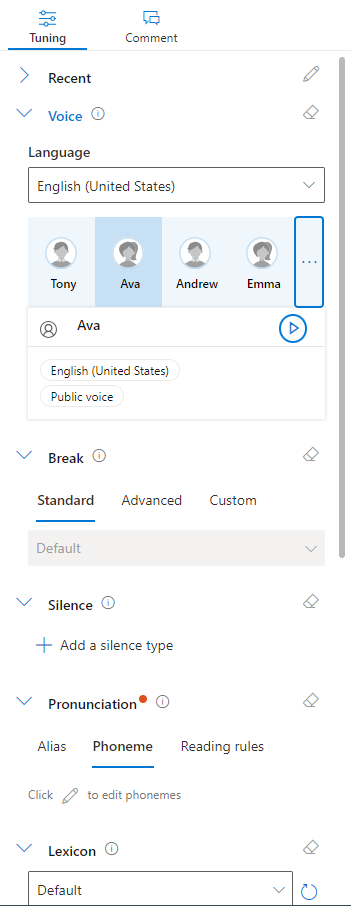 Tuning Comment
Recent
Voice
Language
English (United States)
Tony Ava Andrew Emma ...
Ava
English (United States)
Public voice
Break
Standard Advanced Custom
Default
Silence
Add a silence type
Pronunciation
Alias Phoneme Reading rules
Click to edit phonemes
Lexicon
Default